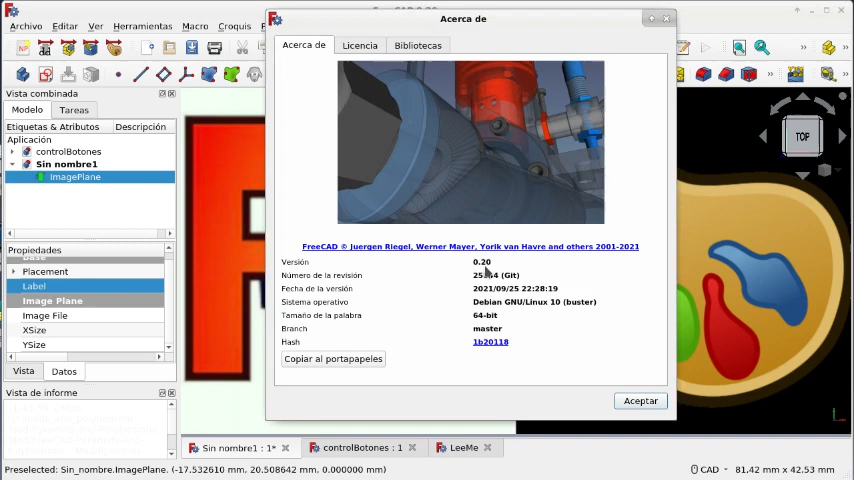 Acerca de
Archivo Editar Ver Herramientas Macro Croquis
Acerca de Licencia Bibliotecas
Vista combinada
Modelo Tareas
Etiquetas & Atributos Descripción
Aplicación
controlBotones
Sin nombre1
ImagePlane
TOP
Propiedades
Base
Placement
Label
Image Plane
Image File
XSize
YSize
Vista Datos
Vista de informe
FreeCAD © Juergen Riegel, Werner Mayer, Yorik van Havre and others 2001-2021
Versión 0.20
Número de la revisión (Git)
Fecha de la versión 2021/09/25 22:28:19
Sistema operativo Debian GNU/Linux 10 (buster)
Tamaño de la palabra 64-bit
Branch master
Hash 1b20118
Copiar al portapapeles
Aceptar
Sin nombre1 : 1* controlBotones : 1 LeeMe
Preselected: Sin_nombre.ImagePlane. (-17.532610 mm, 20.508642 mm, 0.000000 mm) CAD 81,42 mm x 42.53 mm